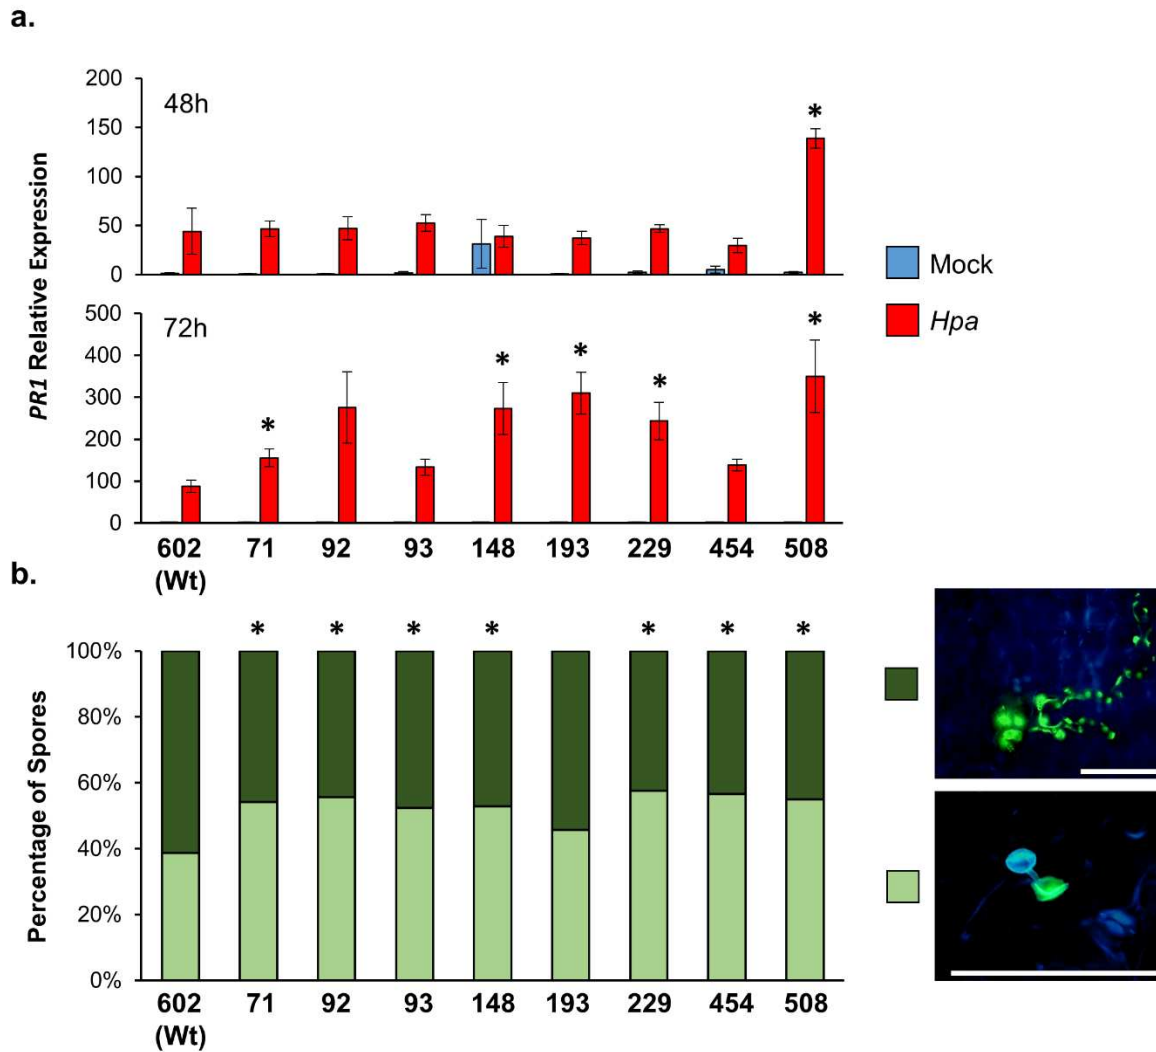 a.
PR1 Relative Expression
200
150
100
50
0
48h
*
500
400
300
200
100
0
72h
* * * * *
602 71 92 93 148 193 229 454 508
(Wt)
Mock
Hpa
b.
Percentage of Spores
100%
80%
60%
40%
20%
0%
* * * * * * *
602 71 92 93 148 193 229 454 508
(Wt)